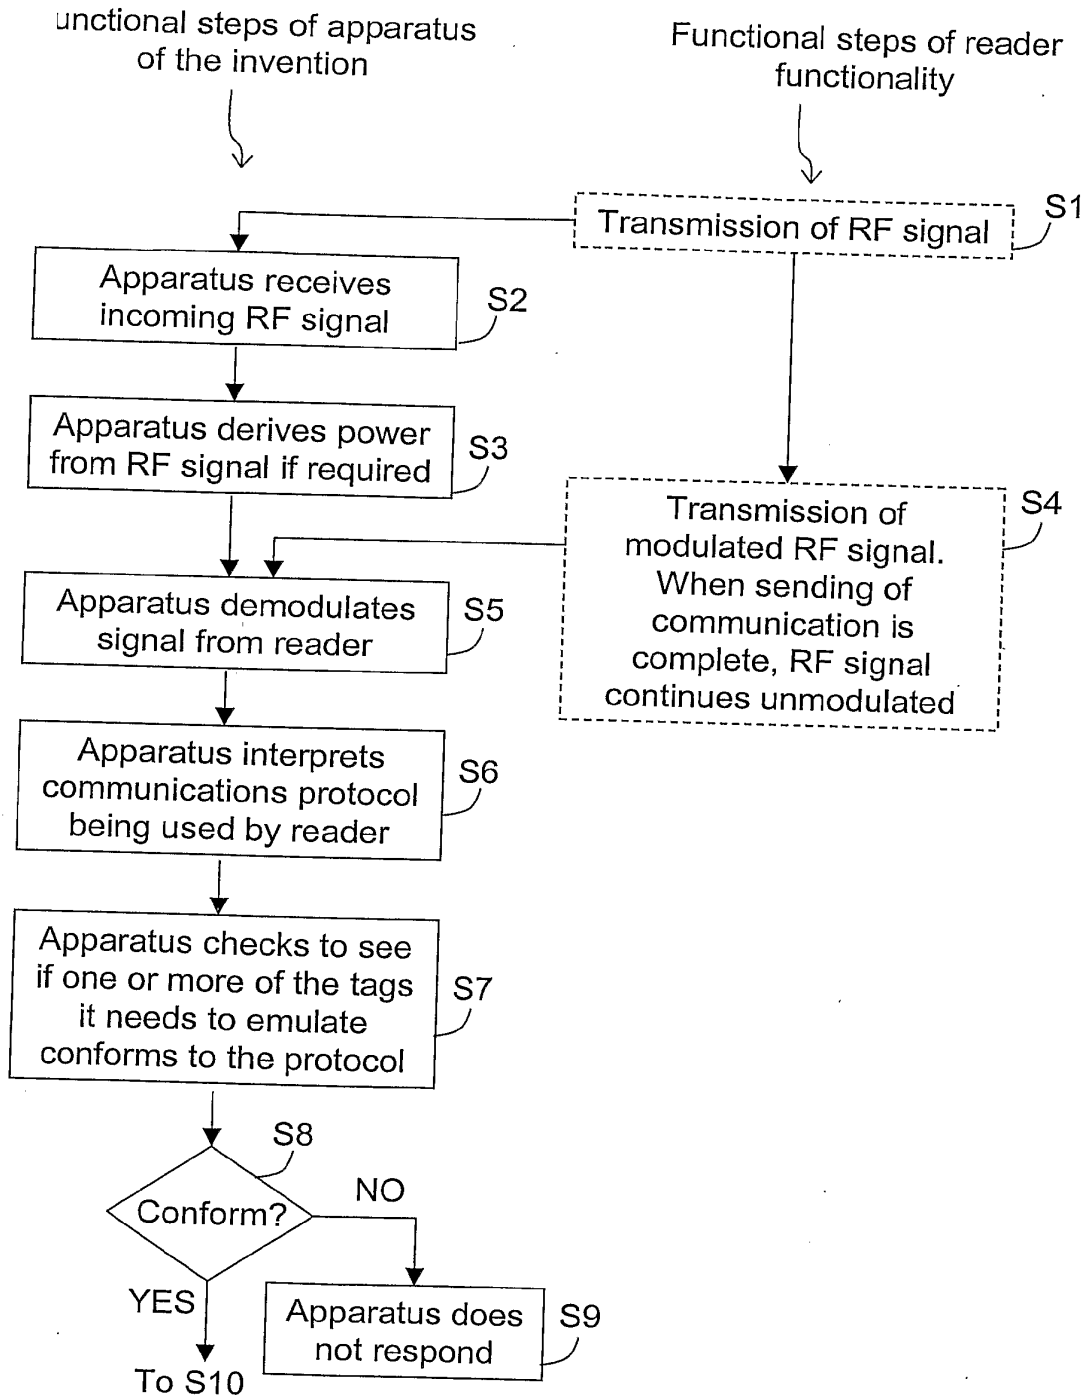 unctional steps of apparatus
of the invention
Functional steps of reader
functionality
Transmission of RF signal
S1
Apparatus receives
incoming RF signal
S2
Apparatus derives power
from RF signal if required
S3
Transmission of
modulated RF signal.
When sending of
communication is
complete, RF signal
continues unmodulated
S4
Apparatus demodulates
signal from reader
S5
Apparatus interprets
communications protocol
being used by reader
S6
Apparatus checks to see
if one or more of the tags
it needs to emulate
conforms to the protocol
S7
S8
Conform?
NO
YES
Apparatus does
not respond
S9
To S10